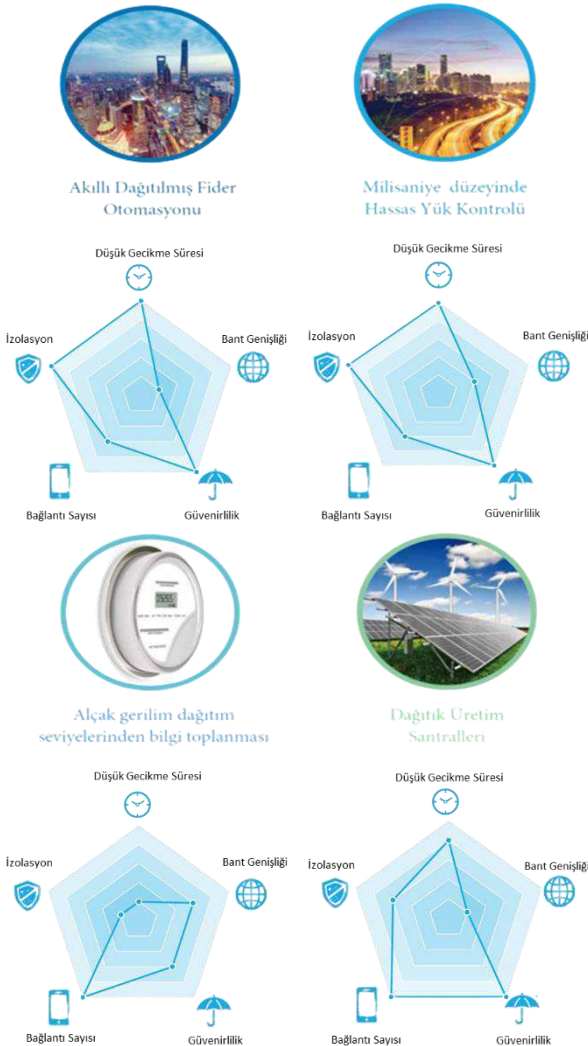 Akıllı Dağıtılmış Fider
Otomasyonu
Milisaniye düzeyinde
Hassas Yük Kontrolü
Düşük Gecikme Süresi
İzolasyon
Bant Genişliği
Bağlantı Sayısı
Güvenirlilik
Düşük Gecikme Süresi
İzolasyon
Bant Genişliği
Bağlantı Sayısı
Güvenirlilik
Alçak gerilim dağıtım
seviyelerinden bilgi toplanması
Dağıtık Üretim
Santralleri
Düşük Gecikme Süresi
İzolasyon
Bant Genişliği
Bağlantı Sayısı
Güvenirlilik
Düşük Gecikme Süresi
İzolasyon
Bant Genişliği
Bağlantı Sayısı
Güvenirlilik